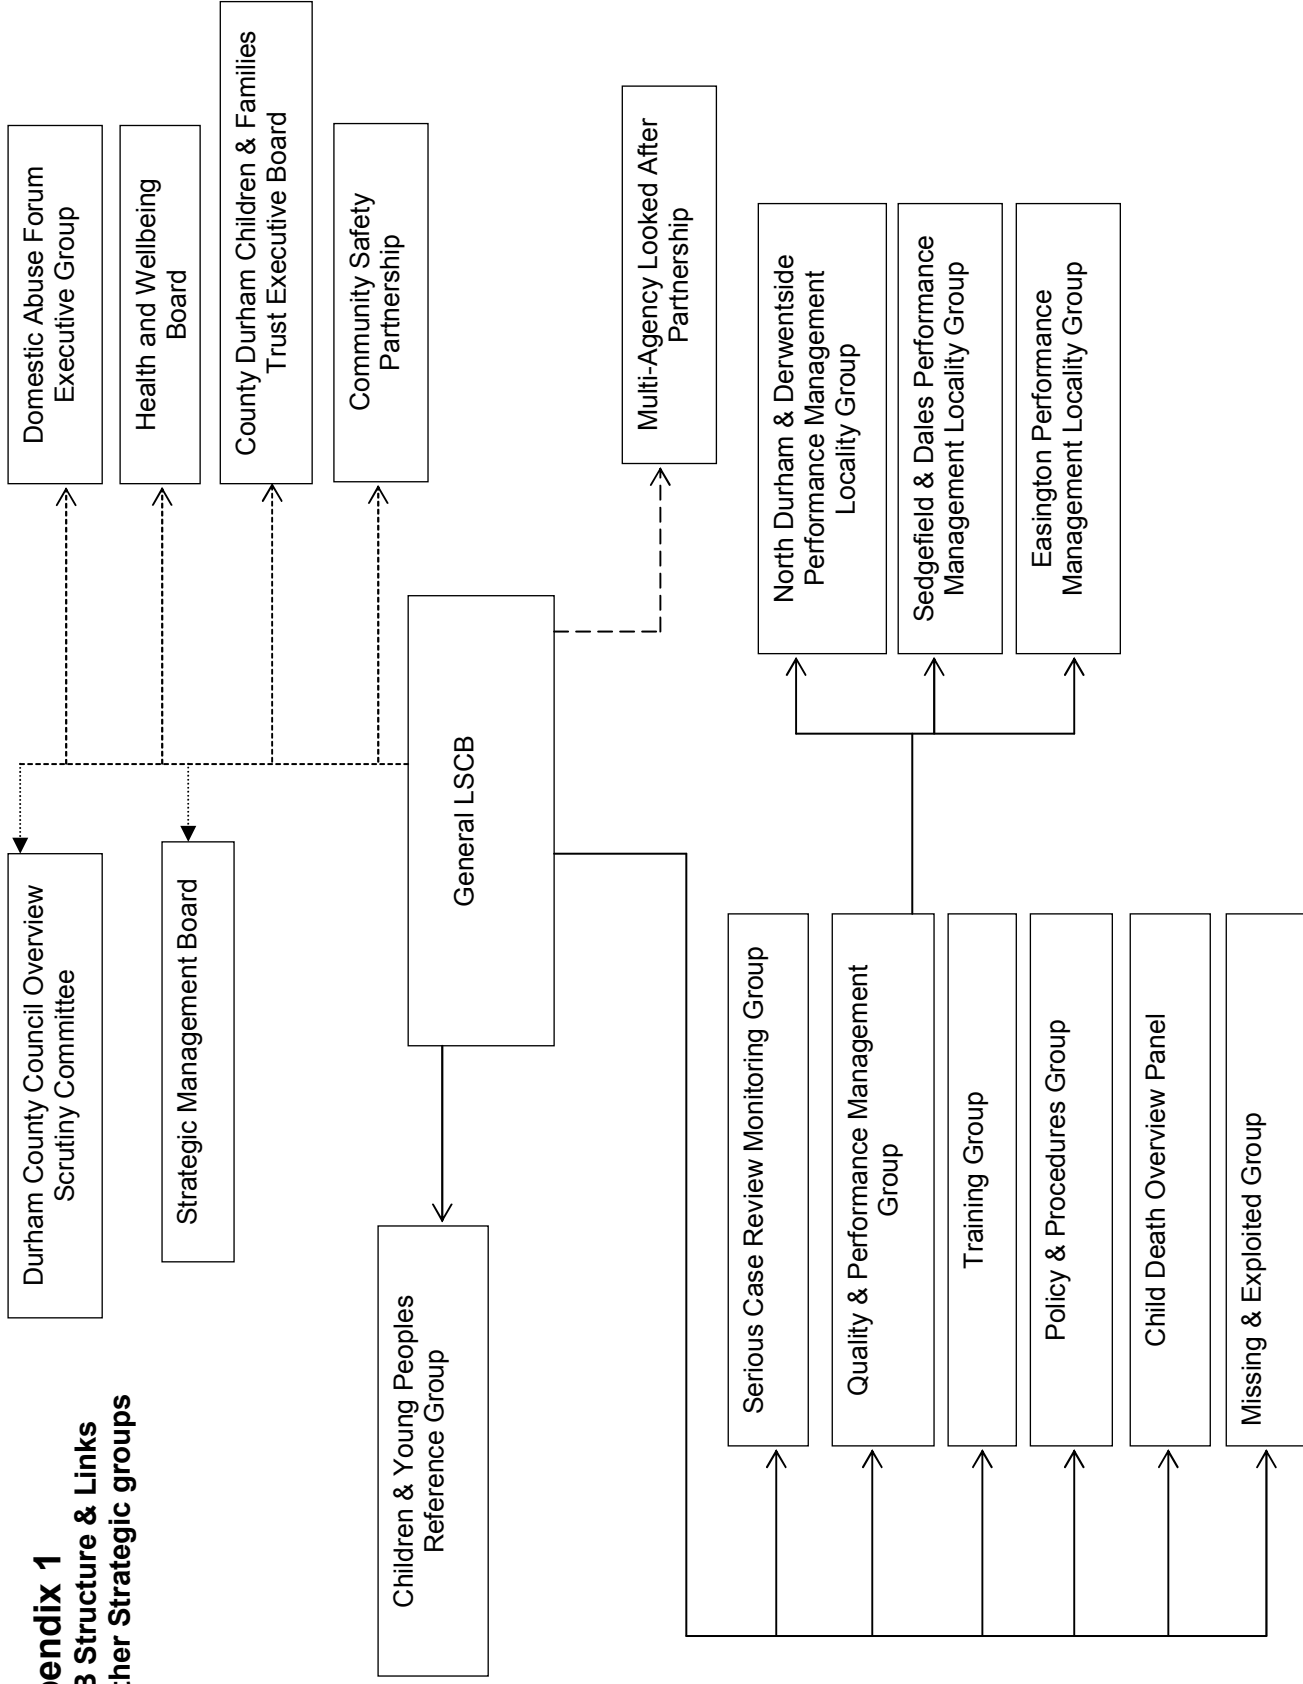 pendix 1
B Structure & Links
ther Strategic groups
Durham County Council Overview
Scrutiny Committee
Strategic Management Board
Domestic Abuse Forum
Executive Group
Health and Wellbeing
Board
County Durham Children & Families
Trust Executive Board
Community Safety
Partnership
Children & Young Peoples
Reference Group
General LSCB
Multi-Agency Looked After
Partnership
Serious Case Review Monitoring Group
Quality & Performance Management
Group
Training Group
Policy & Procedures Group
Child Death Overview Panel
Missing & Exploited Group
North Durham & Derwentside
Performance Management
Locality Group
Sedgefield & Dales Performance
Management Locality Group
Easington Performance
Management Locality Group